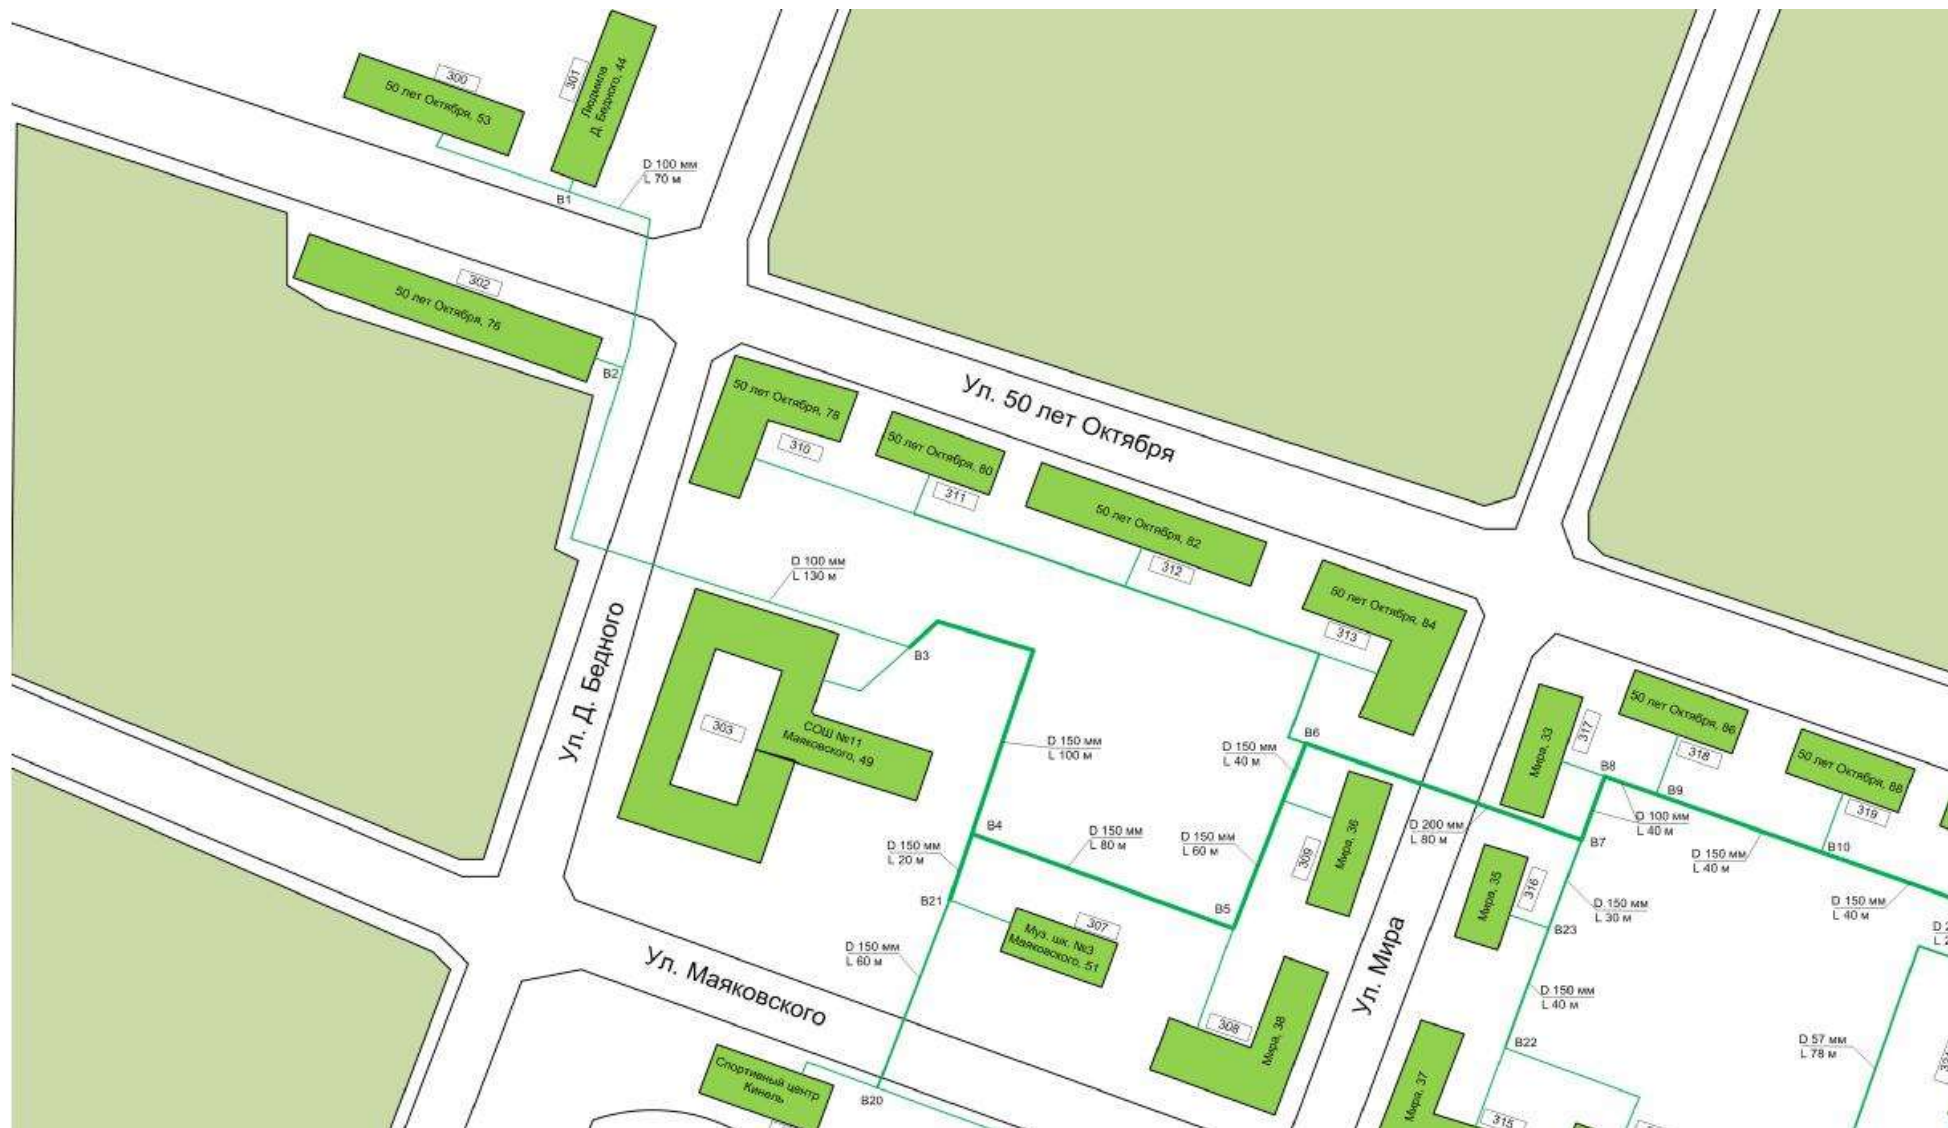 300
50 лет Октября, 53
301
Людмила
Д. Бедного, 44
D 100 мм
L 70 м
В1
302
50 лет Октября, 76
В2
50 лет Октября, 78
310
50 лет Октября, 80
311
Ул. 50 лет Октября
50 лет Октября, 82
312
D 100 мм
L 130 м
50 лет Октября, 84
313
Ул. Д. Бедного
В3
303
СОШ №11
Маяковского, 49
D 150 мм
L 100 м
D 150 мм
L 40 м
В6
Мира, 33
317
50 лет Октября, 86
318
В8
В9
50 лет Октября, 88
319
D 100 мм
L 40 м
D 200 мм
L 80 м
В7
В10
D 150 мм
L 40 м
D 150 мм
L 40 м
В4
D 150 мм
L 20 м
D 150 мм
L 80 м
D 150 мм
L 60 м
309
Мира, 36
Мира, 35
316
D 150 мм
L 30 м
В21
В5
В23
307
Муз. шк. №3
Маяковского, 51
D 150 мм
L 60 м
Ул. Маяковского
Ул. Мира
308
Мира, 38
D 150 мм
L 40 м
В22
D 57 мм
L 78 м
Спортивный центр
Кинель
В20
Мира, 37
315